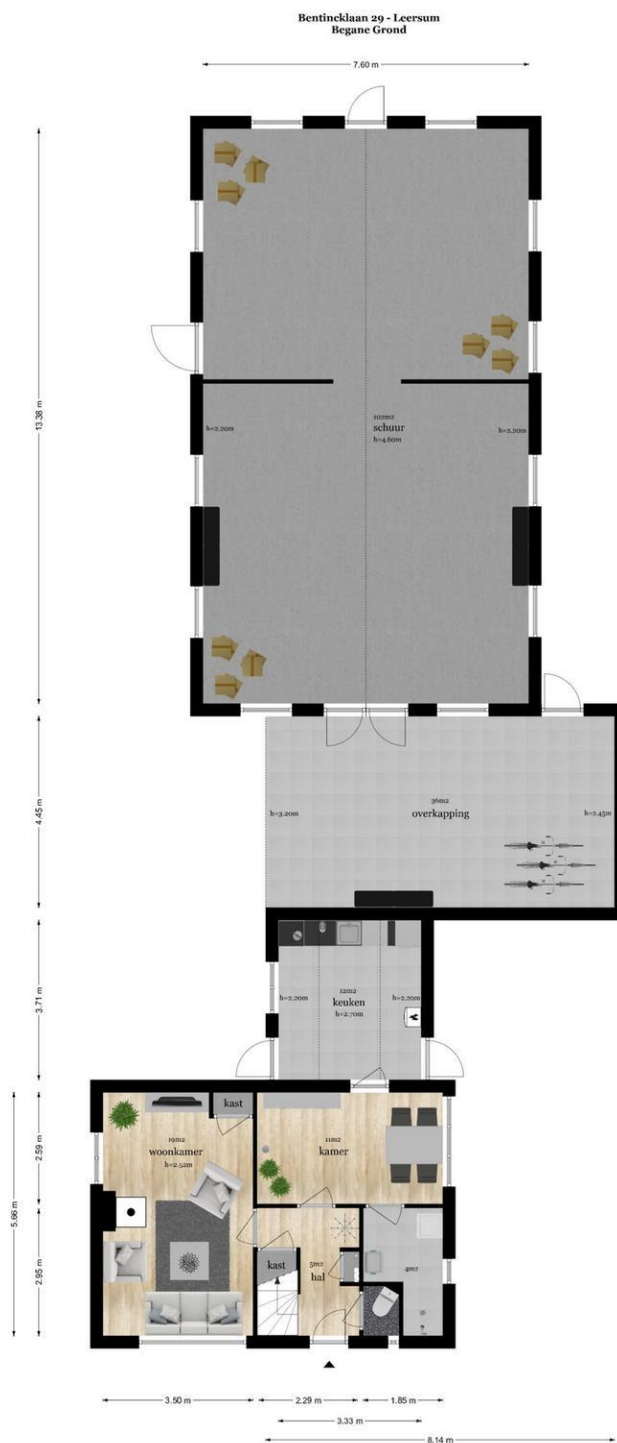 Bentincklaan 29 - Leersum
Begane Grond
7.60 m
13.38 m
102m2
schuur
h=4.60m
h=2.20m
h=2.20m
4.45 m
36m2
overkapping
h=3.20m
h=2.45m
3.71 m
12m2
keuken
h=2.70m
h=2.20m
h=2.20m
5.66 m
2.59 m
2.95 m
kast
19m2
woonkamer
h=2.52m
11m2
kamer
kast
5m2
hal
4m2
3.50 m
2.29 m
1.85 m
3.33 m
8.14 m